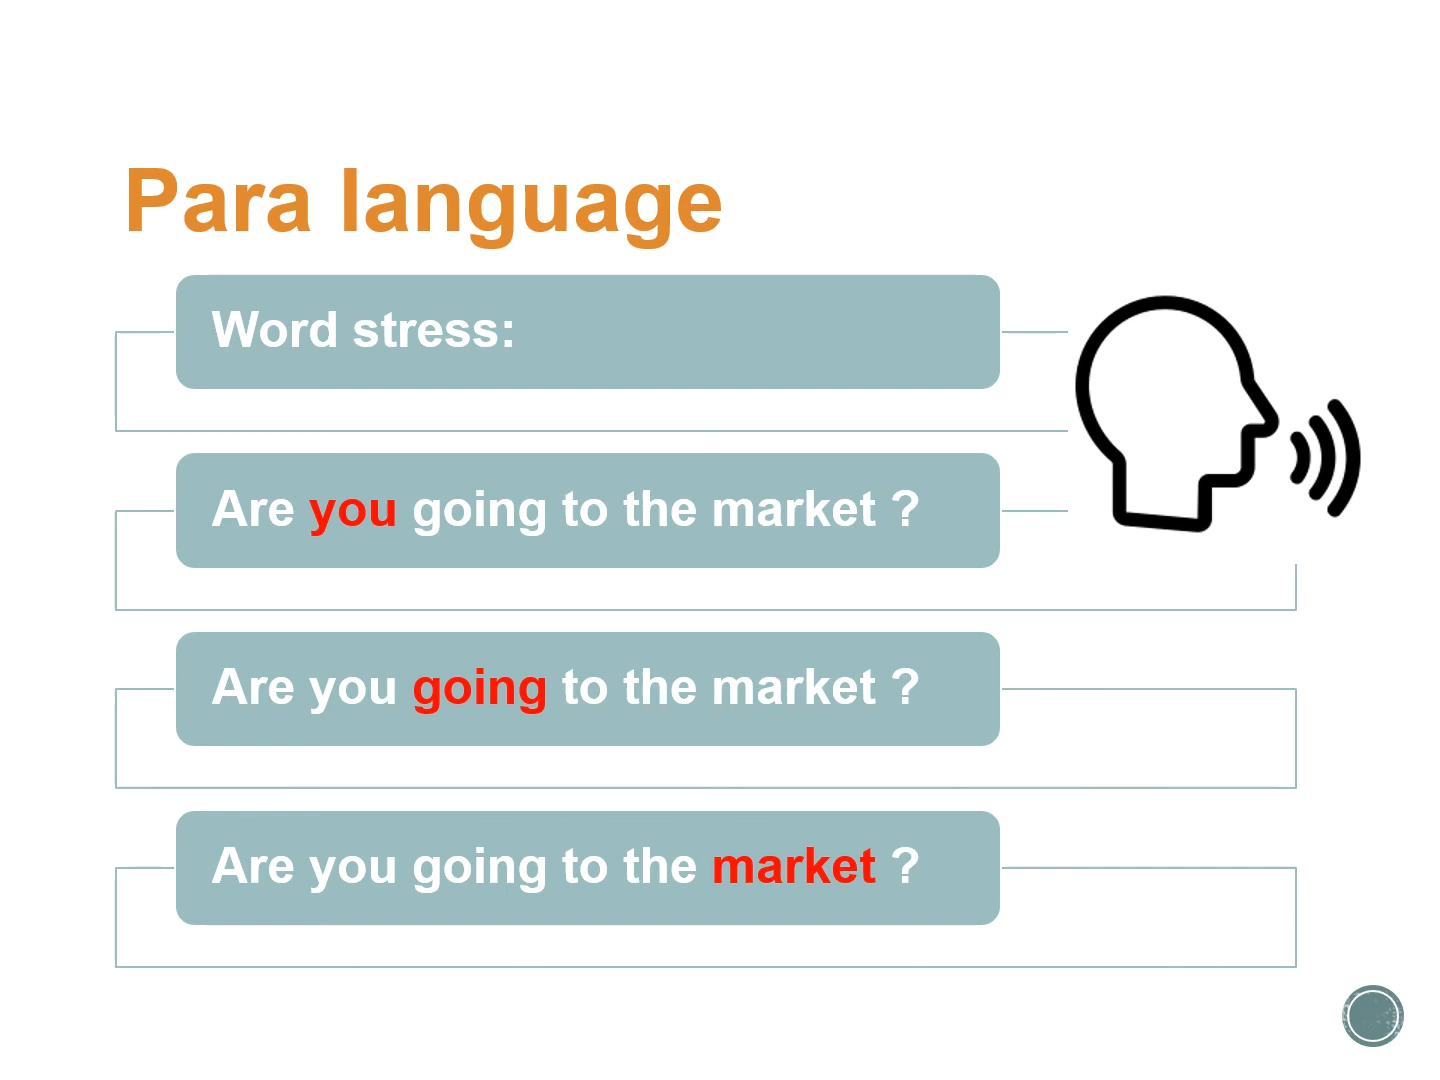 Para language
Word stress:
Are you going to the market ?
Are you going to the market ?
Are you going to the market ?